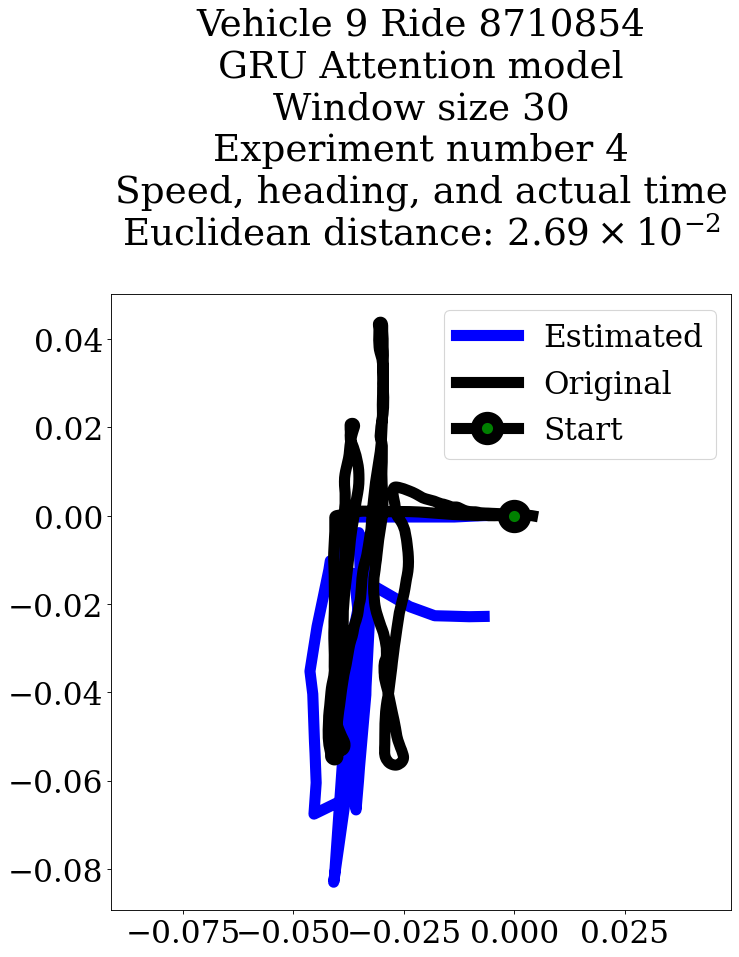 Vehicle 9 Ride 8710854
GRU Attention model
Window size 30
Experiment number 4
Speed, heading, and actual time
Euclidean distance: 2.69 × 10⁻²
Estimated
Original
Start
0.04
0.02
0.00
−0.02
−0.04
−0.06
−0.08
−0.075 −0.050 −0.025 0.000 0.025